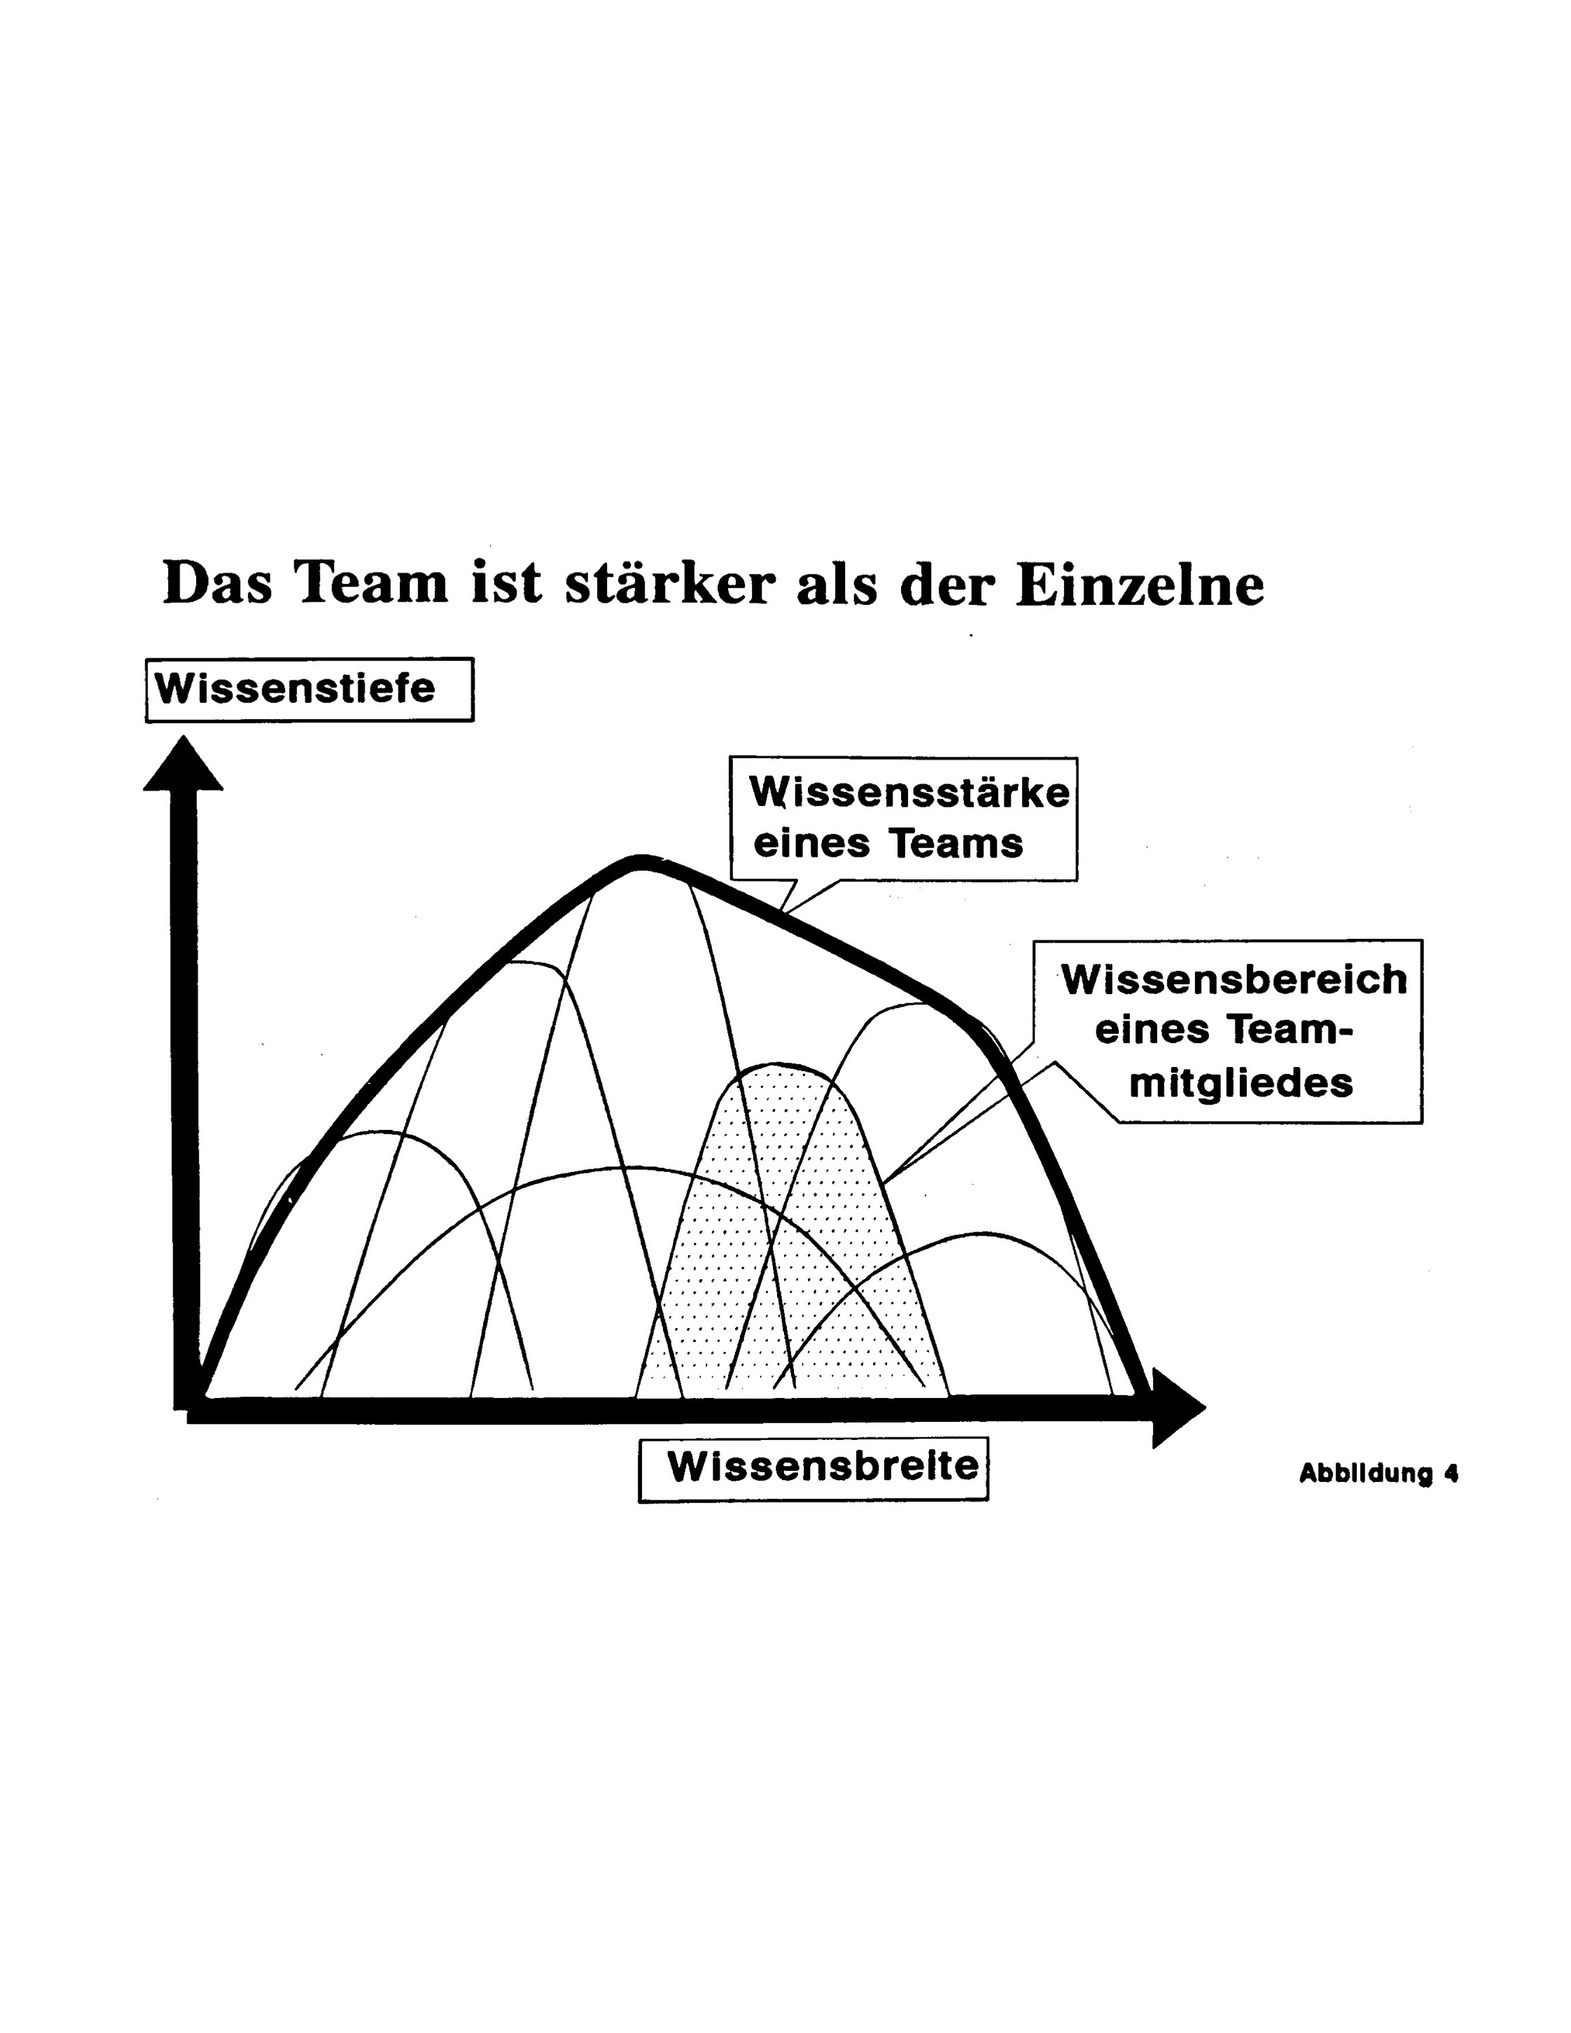 Das Team ist stärker als der Einzelne
Wissenstiefe
Wissensstärke
eines Teams
Wissensbereich
eines Team-
mitgliedes
Wissensbreite
Abbildung 4